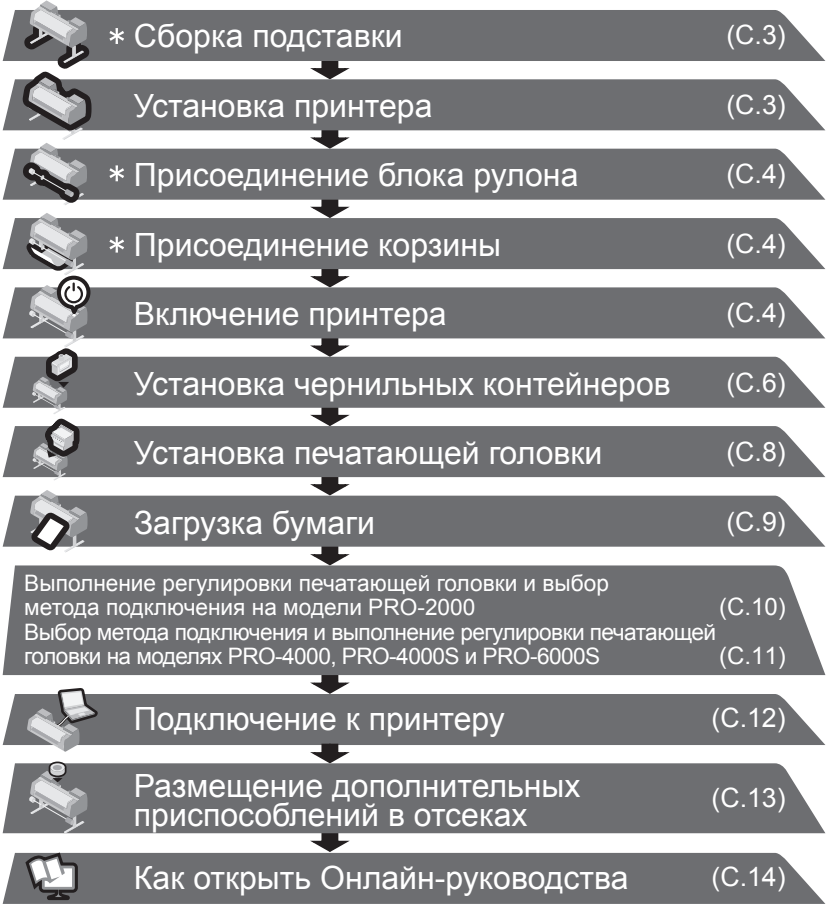 * Сборка подставки (С.3)
Установка принтера (С.3)
* Присоединение блока рулона (С.4)
* Присоединение корзины (С.4)
Включение принтера (С.4)
Установка чернильных контейнеров (С.6)
Установка печатающей головки (С.8)
Загрузка бумаги (С.9)
Выполнение регулировки печатающей головки и выбор
метода подключения на модели PRO-2000 (С.10)
Выбор метода подключения и выполнение регулировки печатающей
головки на моделях PRO-4000, PRO-4000S и PRO-6000S (С.11)
Подключение к принтеру (С.12)
Размещение дополнительных
приспособлений в отсеках (С.13)
Как открыть Онлайн-руководства (С.14)